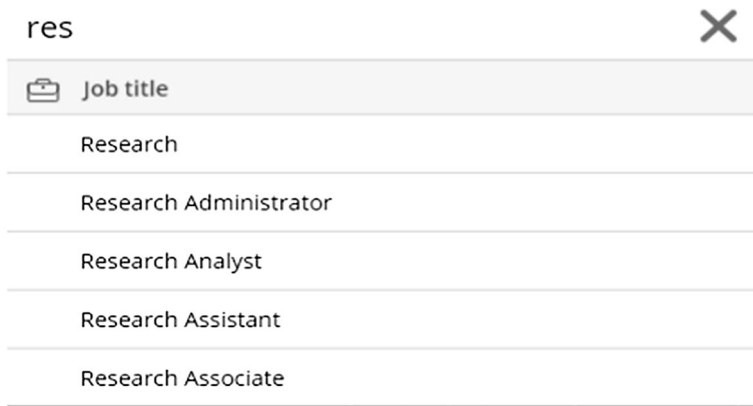 res
Job title
Research
Research Administrator
Research Analyst
Research Assistant
Research Associate